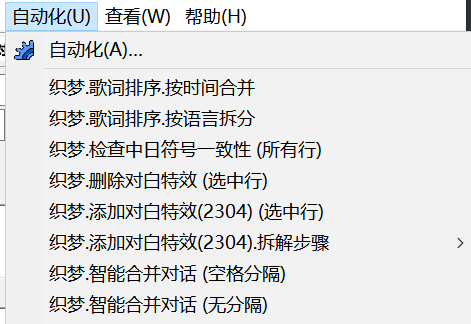 自动化(U) 查看(W) 帮助(H)
自动化(A)...
织梦.歌词排序.按时间合并
织梦.歌词排序.按语言拆分
织梦.检查中日符号一致性 (所有行)
织梦.删除对白特效 (选中行)
织梦.添加对白特效(2304) (选中行)
织梦.添加对白特效(2304).拆解步骤
织梦.智能合并对话 (空格分隔)
织梦.智能合并对话 (无分隔)